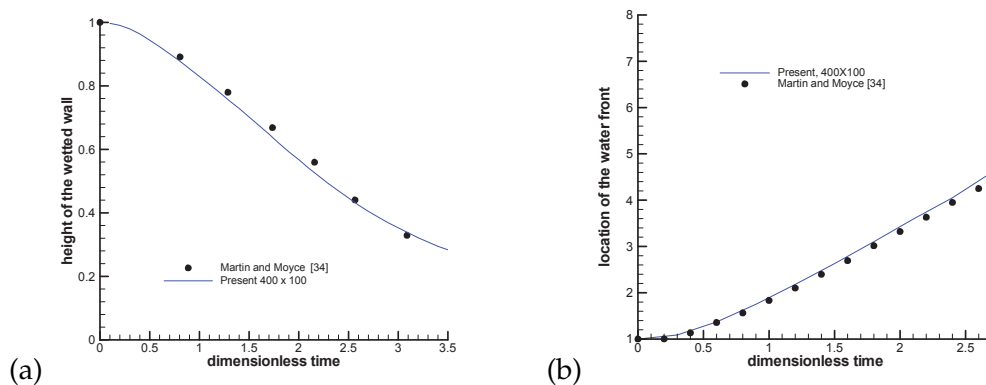 (a)
height of the wetted wall
1
0.8
0.6
0.4
0.2
0
0 0.5 1 1.5 2 2.5 3 3.5
dimensionless time
Martin and Moyce [34]
Present 400 x 100
(b)
location of the water front
8
7
6
5
4
3
2
1
0 0.5 1 1.5 2 2.5
dimensionless time
Present, 400X100
Martin and Moyce [34]